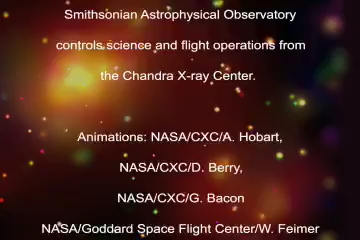 Smithsonian Astrophysical Observatory
controls science and flight operations from
the Chandra X-ray Center.
Animations: NASA/CXC/A. Hobart,
NASA/CXC/D. Berry,
NASA/CXC/G. Bacon
NASA/Goddard Space Flight Center/W. Feimer